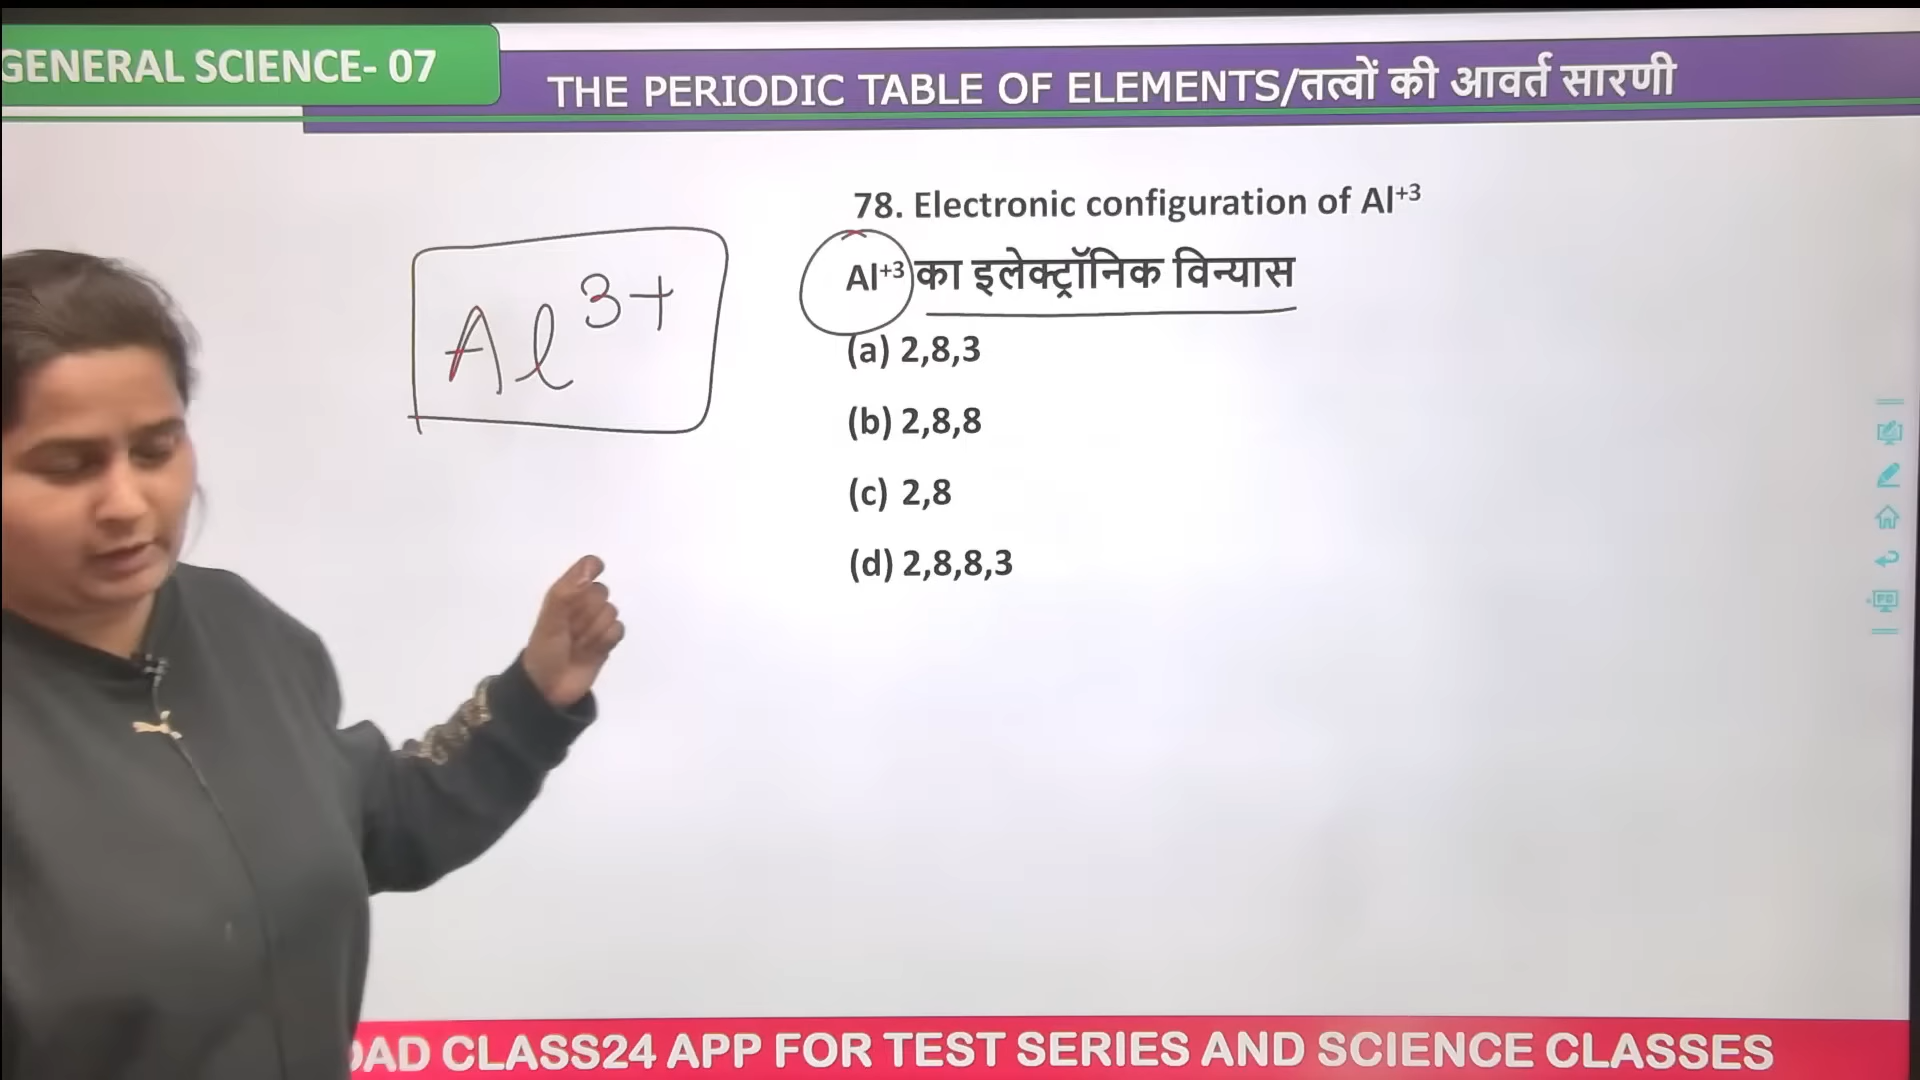 GENERAL SCIENCE- 07
THE PERIODIC TABLE OF ELEMENTS/तत्वों की आवर्त सारणी
78. Electronic configuration of Al+3
Al+3 का इलेक्ट्रॉनिक विन्यास
Al3+
(a) 2,8,3
(b) 2,8,8
(c) 2,8
(d) 2,8,8,3
OAD CLASS24 APP FOR TEST SERIES AND SCIENCE CLASSES